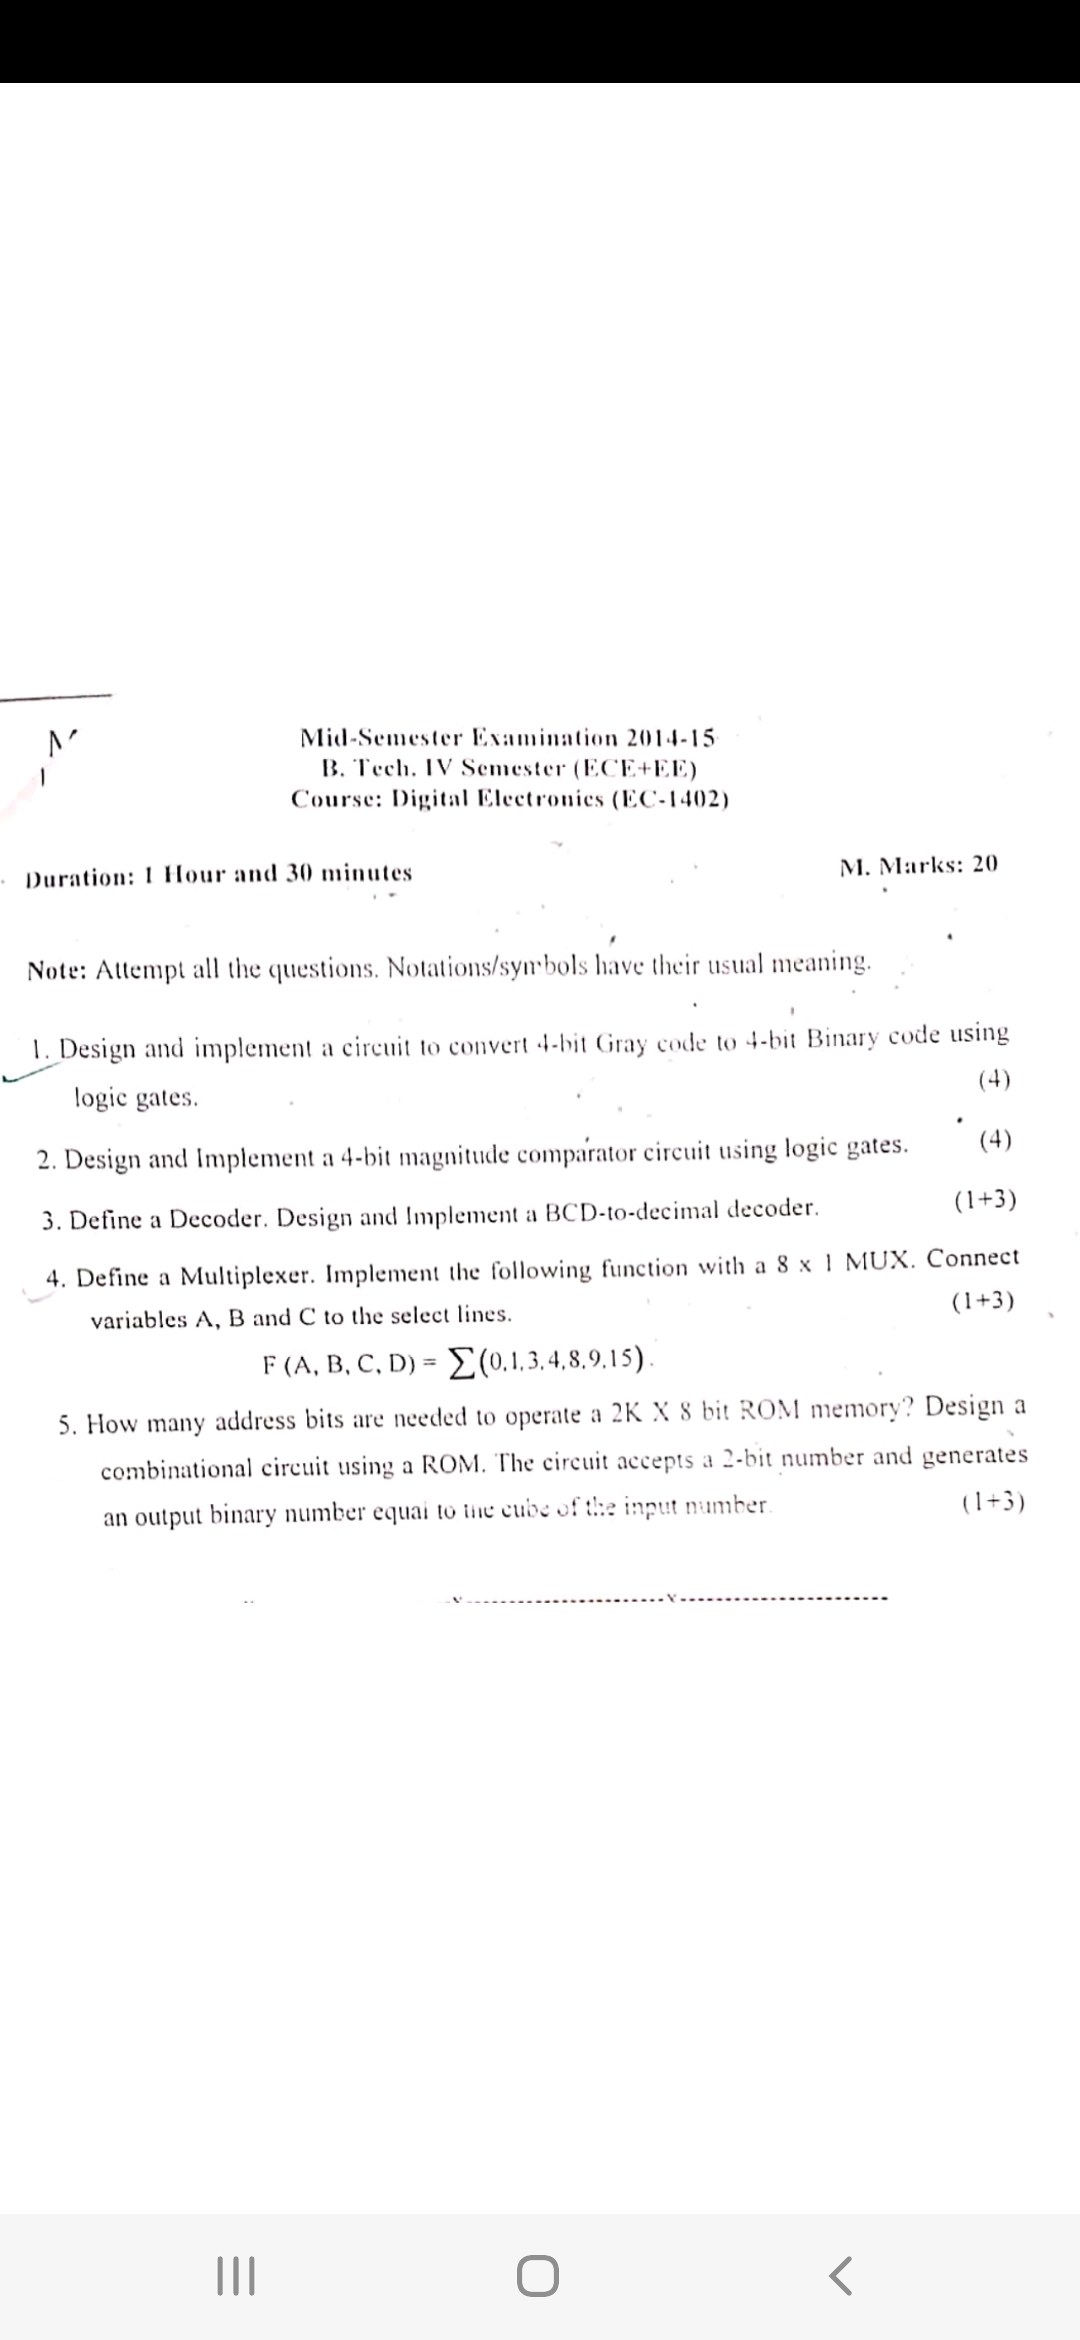 Mid-Semester Examination 2014-15
B. Tech. IV Semester (ECE+EE)
Course: Digital Electronics (EC-1402)
Duration: 1 Hour and 30 minutes
M. Marks: 20
Note: Attempt all the questions. Notations/symbols have their usual meaning.
1. Design and implement a circuit to convert 4-bit Gray code to 4-bit Binary code using
logic gates. (4)
2. Design and Implement a 4-bit magnitude comparator circuit using logic gates. (4)
3. Define a Decoder. Design and Implement a BCD-to-decimal decoder. (1+3)
4. Define a Multiplexer. Implement the following function with a 8 x 1 MUX. Connect
variables A, B and C to the select lines. (1+3)
F (A, B, C, D) = ∑(0,1,3,4,8,9,15).
5. How many address bits are needed to operate a 2K X 8 bit ROM memory? Design a
combinational circuit using a ROM. The circuit accepts a 2-bit number and generates
an output binary number equal to the cube of the input number. (1+3)